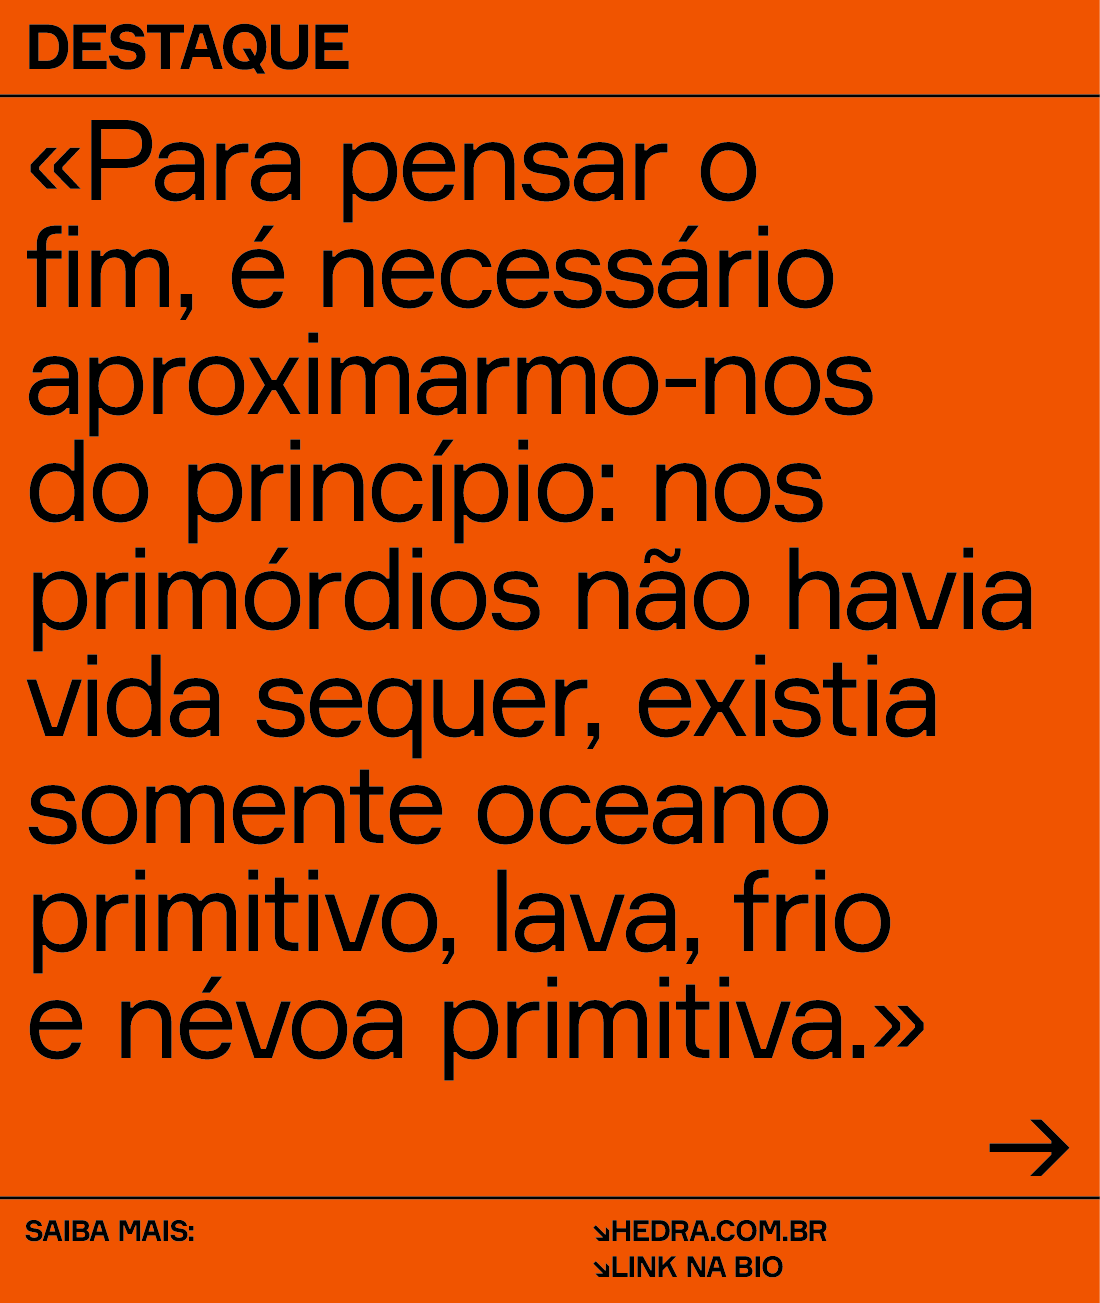 DESTAQUE
«Para pensar o
fim, é necessário
aproximarmo-nos
do princípio: nos
primórdios não havia
vida sequer, existia
somente oceano
primitivo, lava, frio
e névoa primitiva.»
→
SAIBA MAIS:
↘HEDRA.COM.BR
↘LINK NA BIO